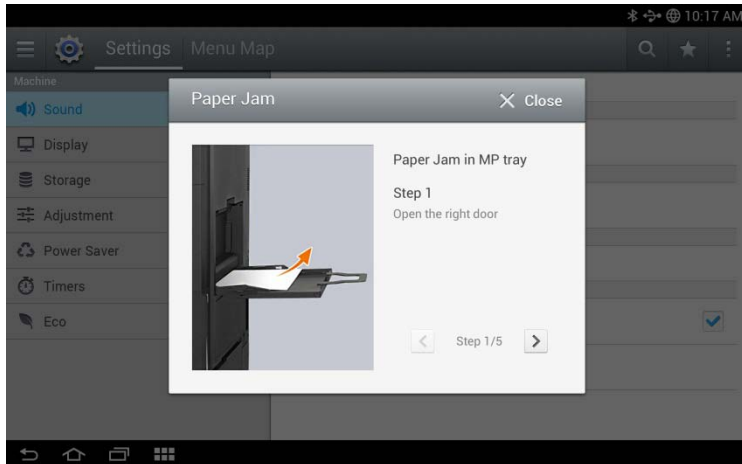 10:17 AM
Settings Menu Map
Machine
Sound
Display
Storage
Adjustment
Power Saver
Timers
Eco
Paper Jam
Close
Paper Jam in MP tray
Step 1
Open the right door
Step 1/5